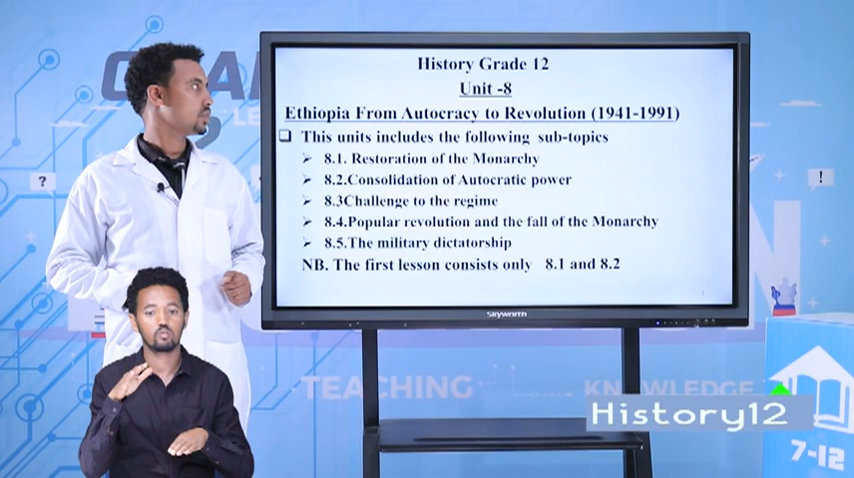 History Grade 12
Unit -8
Ethiopia From Autocracy to Revolution (1941-1991)
❑ This units includes the following sub-topics
➢ 8.1. Restoration of the Monarchy
➢ 8.2.Consolidation of Autocratic power
➢ 8.3Challenge to the regime
➢ 8.4.Popular revolution and the fall of the Monarchy
➢ 8.5.The military dictatorship
NB. The first lesson consists only 8.1 and 8.2
Skyworth
TEACHING
KNOWLEDGE
History12
7-12
?
!